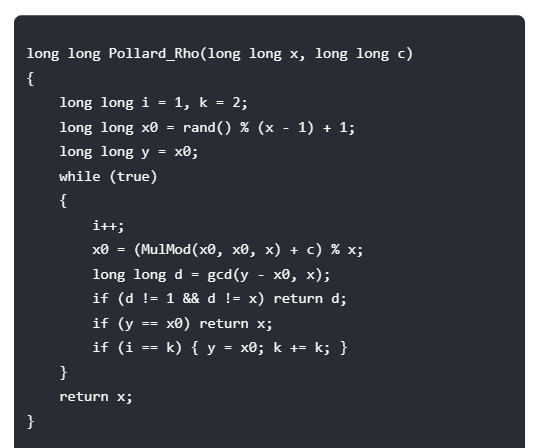 long long Pollard_Rho(long long x, long long c)
{
    long long i = 1, k = 2;
    long long x0 = rand() % (x - 1) + 1;
    long long y = x0;
    while (true)
    {
        i++;
        x0 = (MulMod(x0, x0, x) + c) % x;
        long long d = gcd(y - x0, x);
        if (d != 1 && d != x) return d;
        if (y == x0) return x;
        if (i == k) { y = x0; k += k; }
    }
    return x;
}